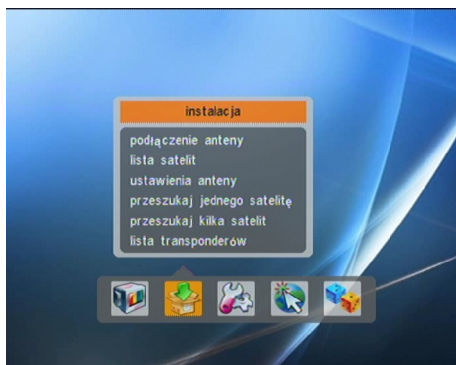 instalacja
podłączenie anteny
lista satelit
ustawienia anteny
przeszukaj jednego satelitę
przeszukaj kilka satelit
lista transponderów